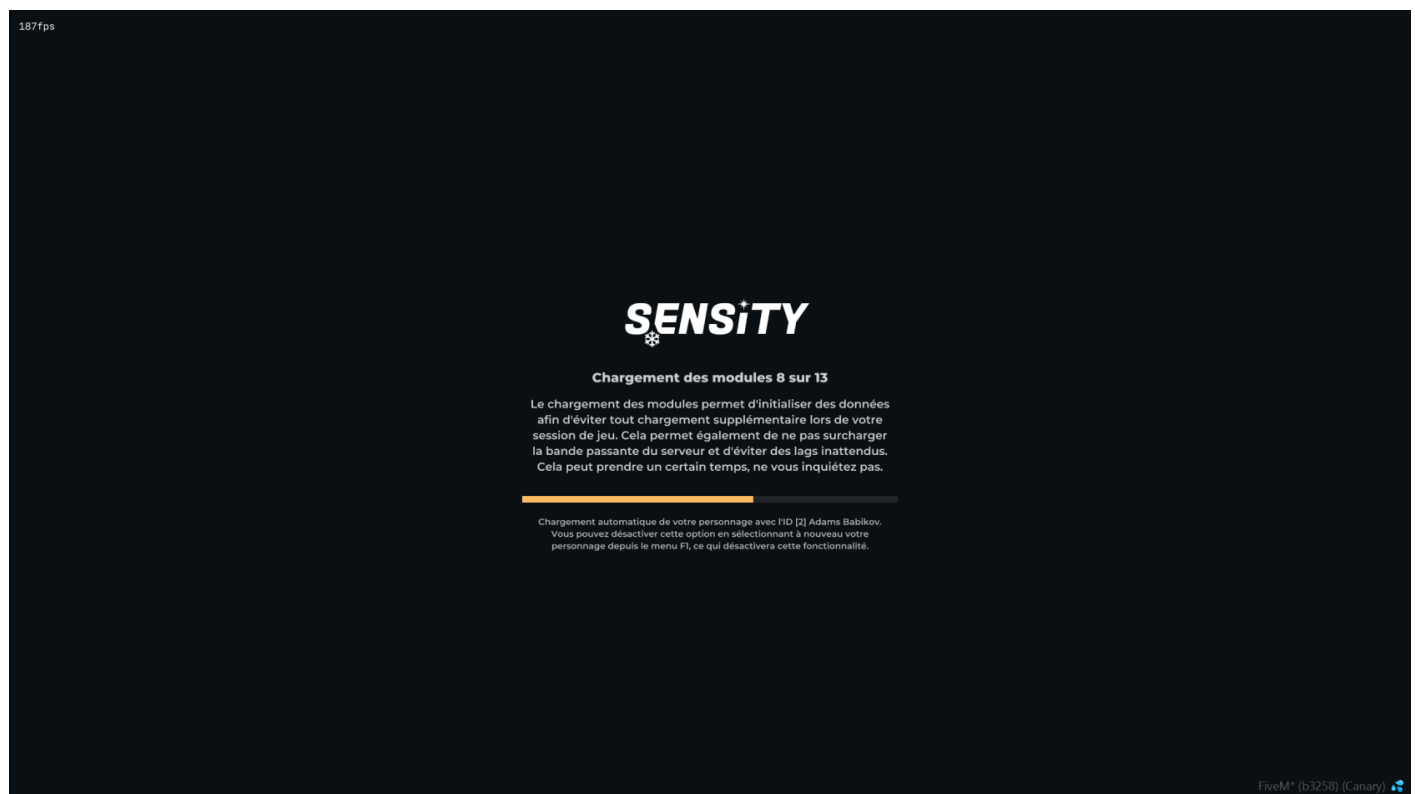 187fps
SENSiTY
Chargement des modules 8 sur 13
Le chargement des modules permet d'initialiser des données
afin d'éviter tout chargement supplémentaire lors de votre
session de jeu. Cela permet également de ne pas surcharger
la bande passante du serveur et d'éviter des lags inattendus.
Cela peut prendre un certain temps, ne vous inquiétez pas.
Chargement automatique de votre personnage avec l'ID [2] Adams Babikov.
Vous pouvez désactiver cette option en sélectionnant à nouveau votre
personnage depuis le menu F1, ce qui désactivera cette fonctionnalité.
FiveM* (b3258) (Canary)